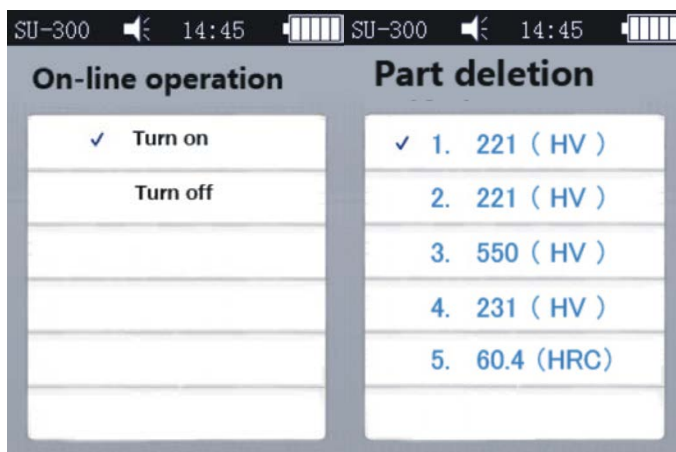 SU-300 14:45
On-line operation
✓ Turn on
Turn off
SU-300 14:45
Part deletion
✓ 1. 221 ( HV )
2. 221 ( HV )
3. 550 ( HV )
4. 231 ( HV )
5. 60.4 (HRC)